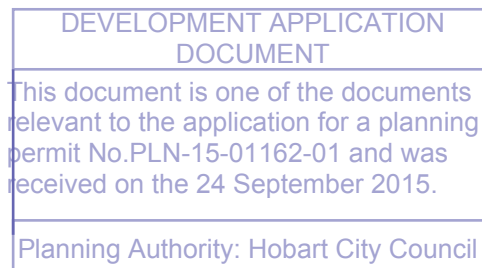 DEVELOPMENT APPLICATION
DOCUMENT
This document is one of the documents
relevant to the application for a planning
permit No.PLN-15-01162-01 and was
received on the 24 September 2015.
Planning Authority: Hobart City Council